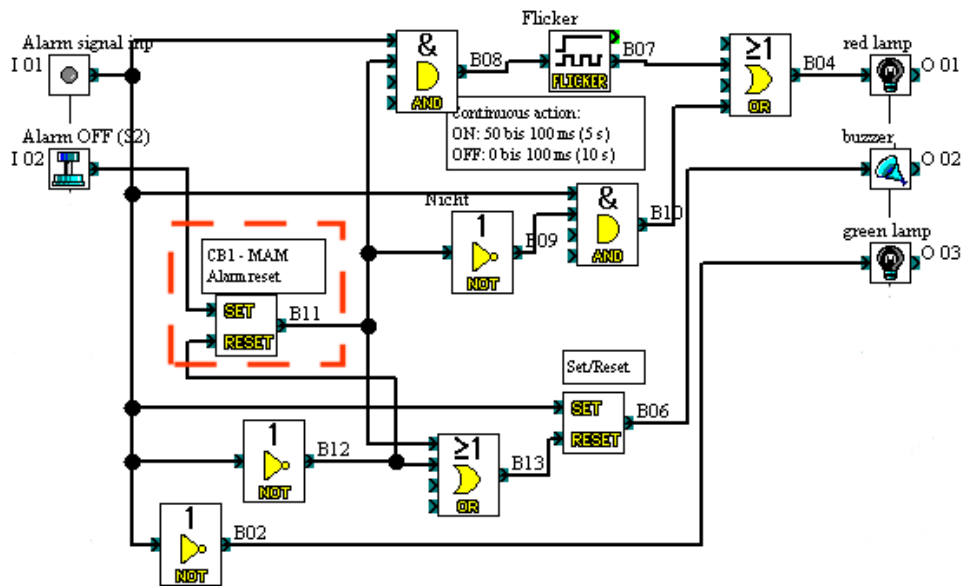 Flicker
Alarm signal inp
I 01
&
AND
B08
FLICKER
B07
≥1
OR
B04
red lamp
O 01
Continuous action:
ON: 50 bis 100 ms (5 s)
OFF: 0 bis 100 ms (10 s)
Alarm OFF (S2)
I 02
buzzer
O 02
Nicht
1
NOT
B09
&
AND
B10
green lamp
O 03
CB1 - MAM
Alarm reset
SET
RESET
B11
Set/Reset
SET
RESET
B06
1
NOT
B12
≥1
OR
B13
1
NOT
B02